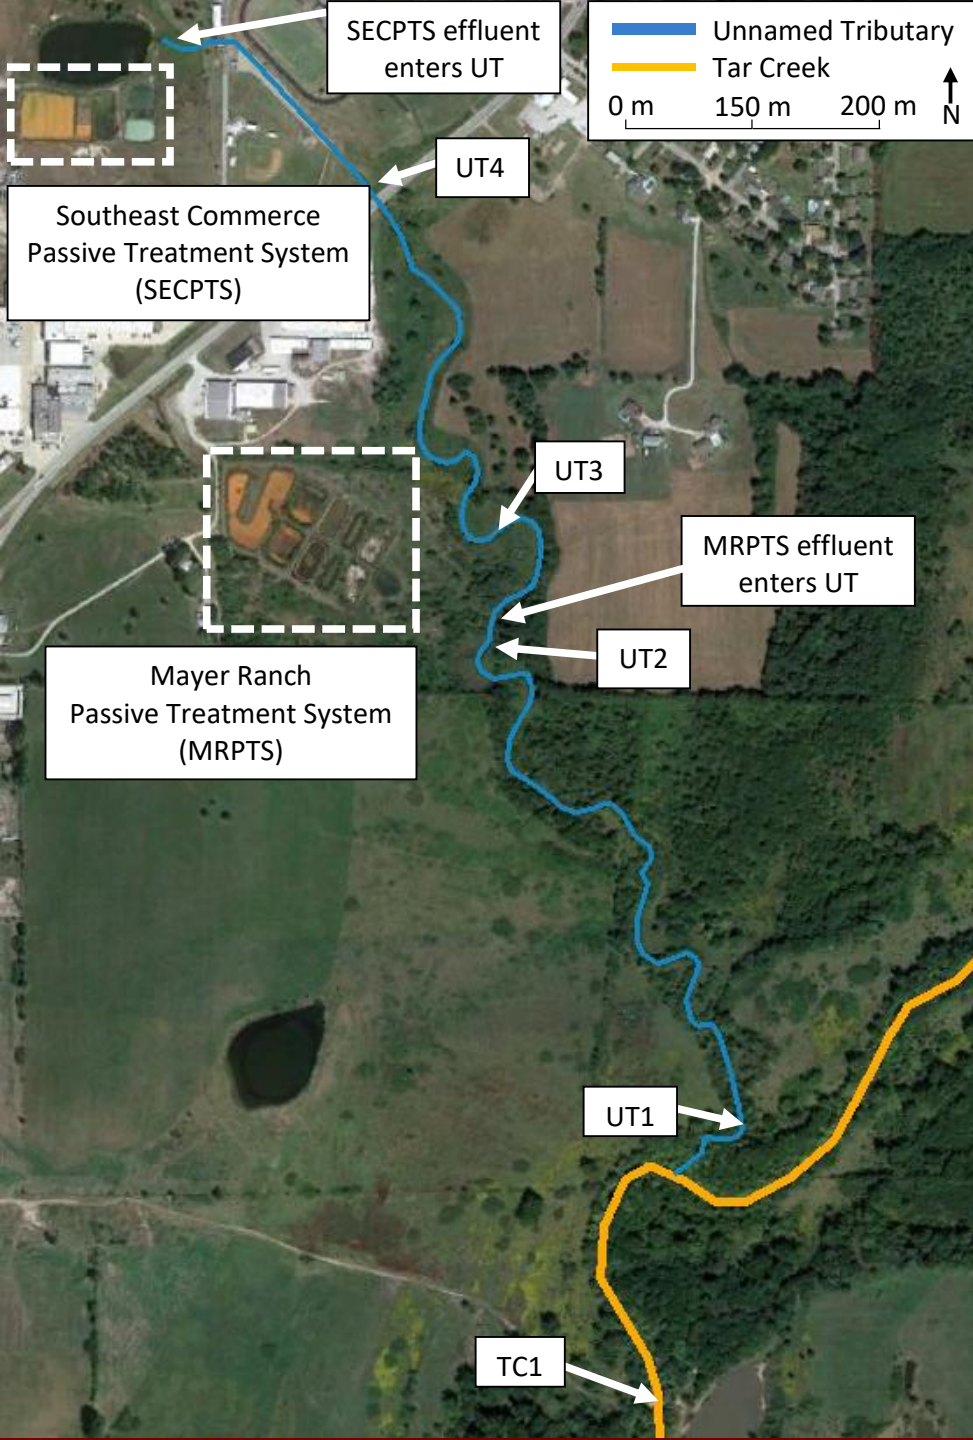 SECPTS effluent
enters UT
Unnamed Tributary
Tar Creek
0 m 150 m 200 m
N
UT4
Southeast Commerce
Passive Treatment System
(SECPTS)
UT3
MRPTS effluent
enters UT
UT2
Mayer Ranch
Passive Treatment System
(MRPTS)
UT1
TC1